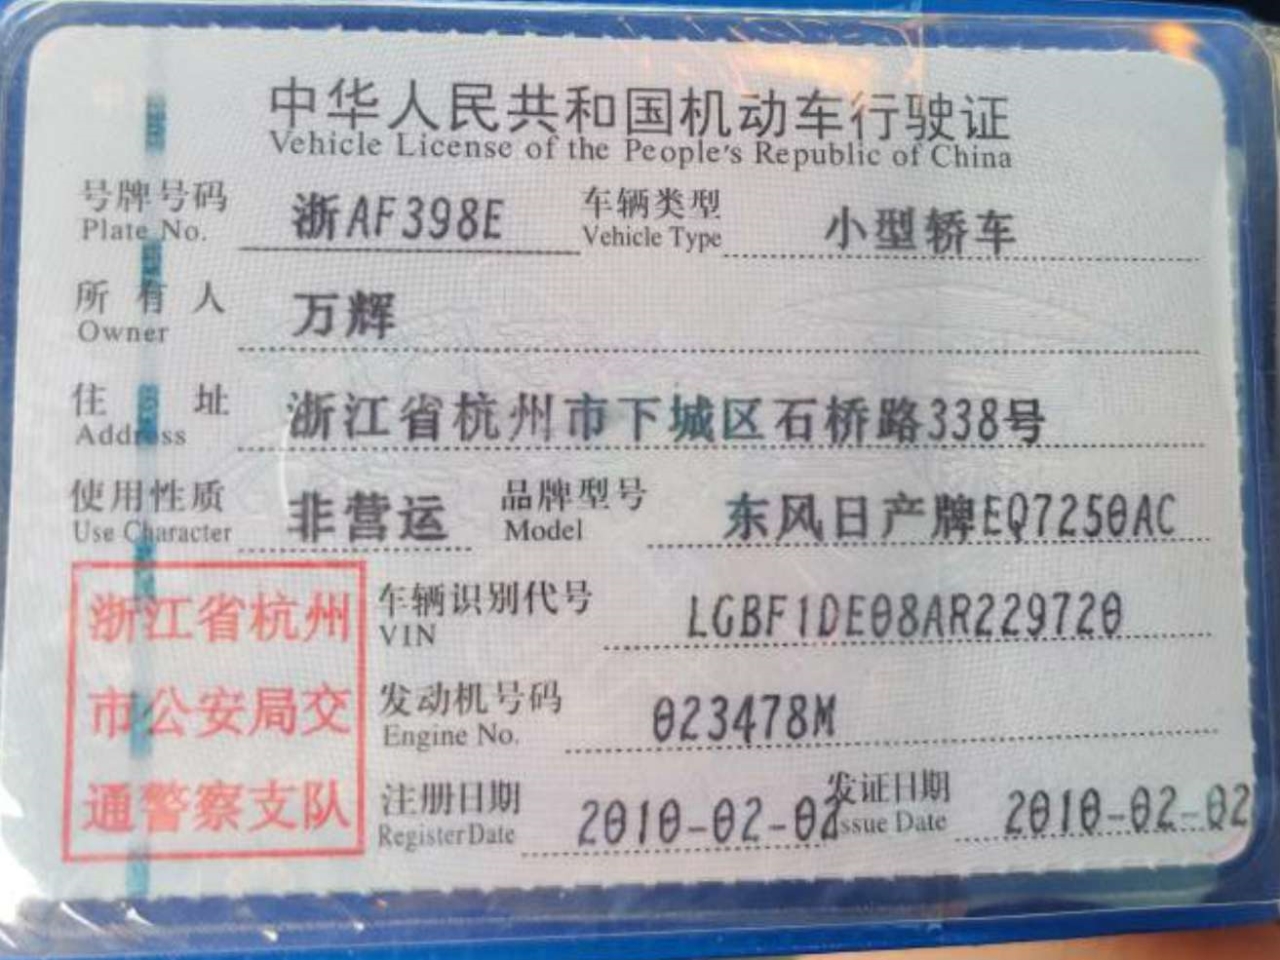 中华人民共和国机动车行驶证
Vehicle License of the People's Republic of China
号牌号码 浙AF398E 车辆类型 小型轿车
Plate No. Vehicle Type
所有人 万辉
Owner
住址 浙江省杭州市下城区石桥路338号
Address
使用性质 非营运 品牌型号 东风日产牌EQ7250AC
Use Character Model
浙江省杭州
市公安局交
通警察支队
车辆识别代号 LGBF1DE08AR229720
VIN
发动机号码 023478M
Engine No.
注册日期 2010-02-02 发证日期 2010-02-02
Register Date Issue Date